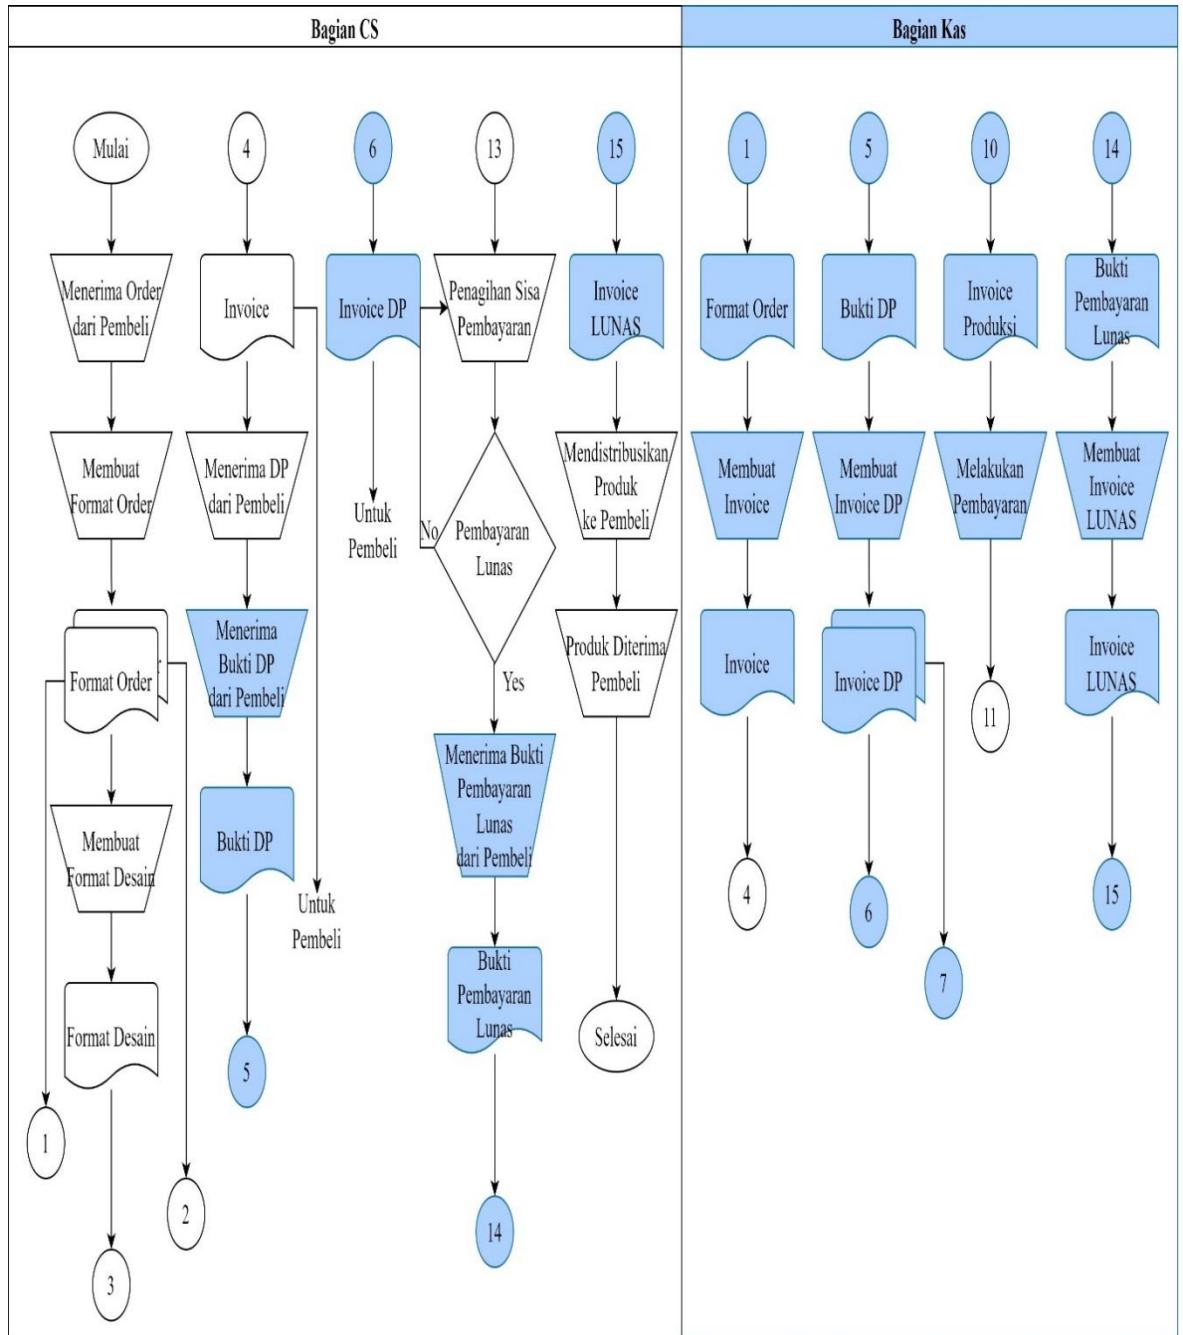 Bagian CS
Mulai
Menerima Order
dari Pembeli
Membuat
Format Order
Format Order
Membuat
Format Desain
Format Desain
1
2
3
4
Invoice
Untuk
Pembeli
Menerima DP
dari Pembeli
Menerima
Bukti DP
dari Pembeli
Bukti DP
5
6
Invoice DP
Untuk
Pembeli
13
Penagihan Sisa
Pembayaran
Pembayaran
Lunas
No
Yes
Menerima Bukti
Pembayaran
Lunas
dari Pembeli
Bukti
Pembayaran
Lunas
14
15
Invoice
LUNAS
Mendistribusikan
Produk
ke Pembeli
Produk Diterima
Pembeli
Selesai
Bagian Kas
1
Format Order
Membuat
Invoice
Invoice
4
5
Bukti DP
Membuat
Invoice DP
Invoice DP
6
7
10
Invoice
Produksi
Melakukan
Pembayaran
11
14
Bukti
Pembayaran
Lunas
Membuat
Invoice
LUNAS
Invoice
LUNAS
15